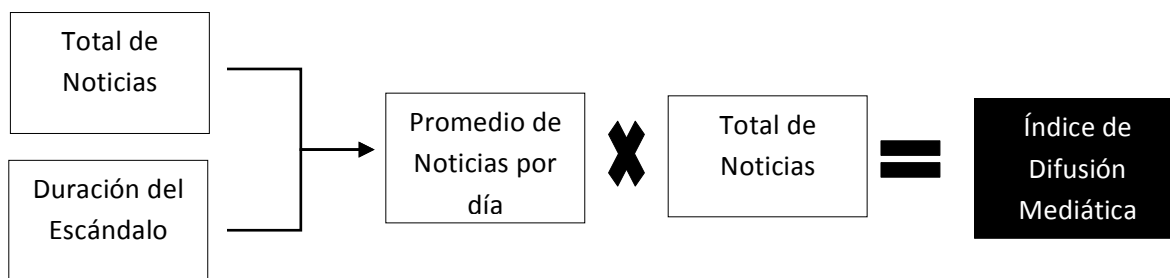 Total de
Noticias
Duración del
Escándalo
Promedio de
Noticias por
día
Total de
Noticias
Índice de
Difusión
Mediática